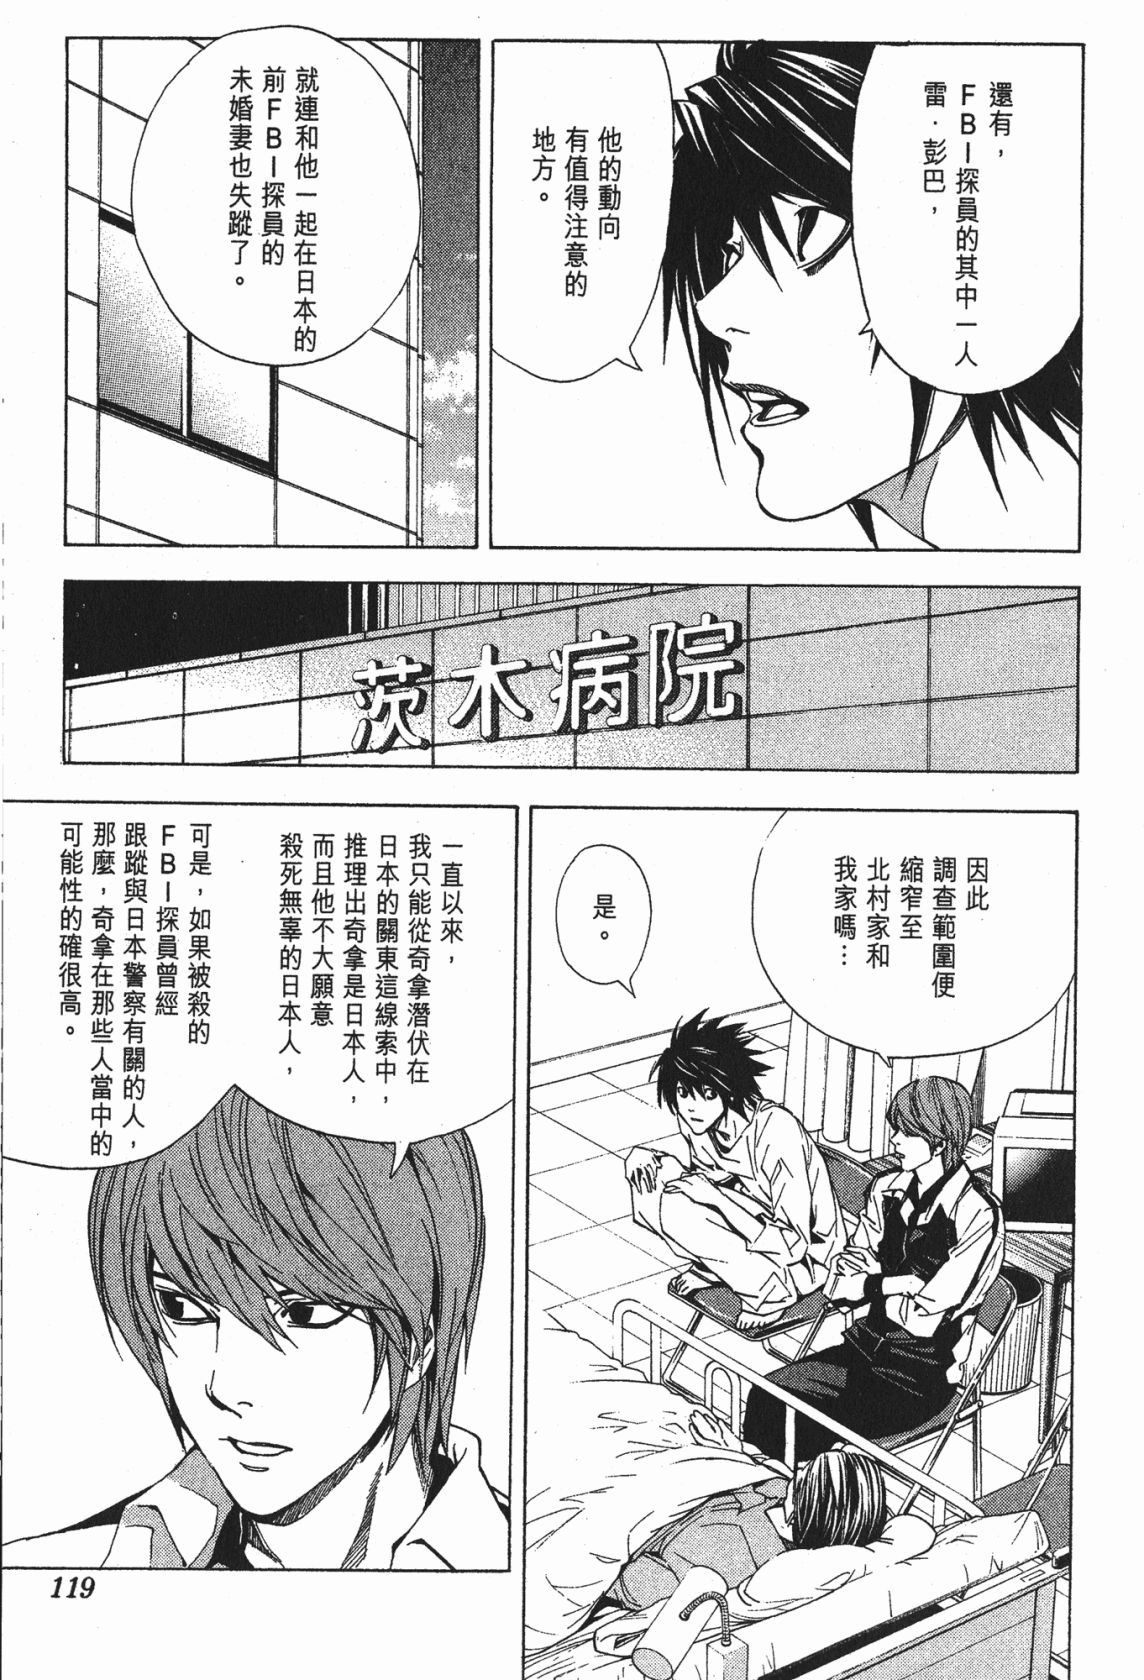 還有，
FBI探員的其中一人
雷．彭巴，
他的動向
有值得注意的
地方。
就連和他一起在日本的
前FBI探員的
未婚妻也失蹤了。
茨木病院
因此
調查範圍便
縮窄至
北村家和
我家嗎…
是。
一直以來，
我只能從奇拿潛伏在
日本的關東這線索中，
推理出奇拿是日本人，
而且他不大願意
殺死無辜的日本人，
可是，如果被殺的
FBI探員曾經
跟蹤與日本警察有關的人，
那麼，奇拿在那些人當中的
可能性的確很高。
119